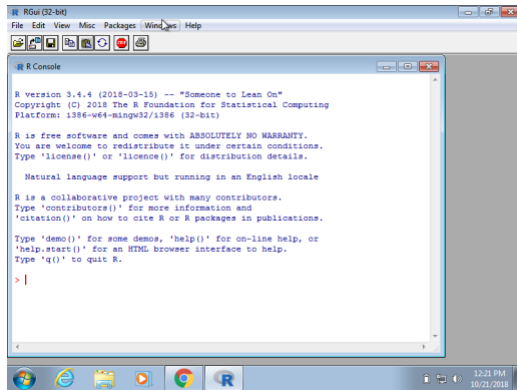 RGui (32-bit)
File Edit View Misc Packages Windows Help
R Console
R version 3.4.4 (2018-03-15) -- "Someone to Lean On"
Copyright (C) 2018 The R Foundation for Statistical Computing
Platform: i386-w64-mingw32/i386 (32-bit)
R is free software and comes with ABSOLUTELY NO WARRANTY.
You are welcome to redistribute it under certain conditions.
Type 'license()' or 'licence()' for distribution details.
Natural language support but running in an English locale
R is a collaborative project with many contributors.
Type 'contributors()' for more information and
'citation()' on how to cite R or R packages in publications.
Type 'demo()' for some demos, 'help()' for on-line help, or
'help.start()' for an HTML browser interface to help.
Type 'q()' to quit R.
>
12:21 PM
10/21/2018